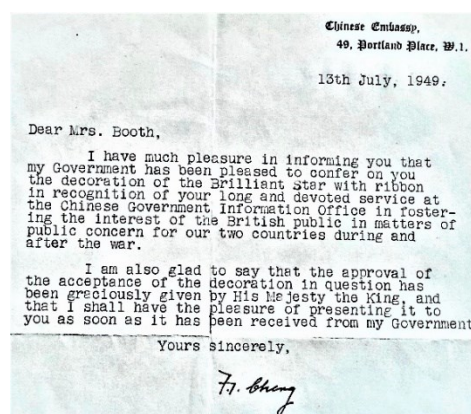 Chinese Embassy,
49, Portland Place, W.1.
13th July, 1949.
Dear Mrs. Booth,
I have much pleasure in informing you that
my Government has been pleased to confer on you
the decoration of the Brilliant Star with ribbon
in recognition of your long and devoted service at
the Chinese Government Information Office in foster-
ing the interest of the British public in matters of
public concern for our two countries during and
after the war.
I am also glad to say that the approval of
the acceptance of the decoration in question has
been graciously given by His Majesty the King, and
that I shall have the pleasure of presenting it to
you as soon as it has been received from my Government
Yours sincerely,
F. T. Cheng